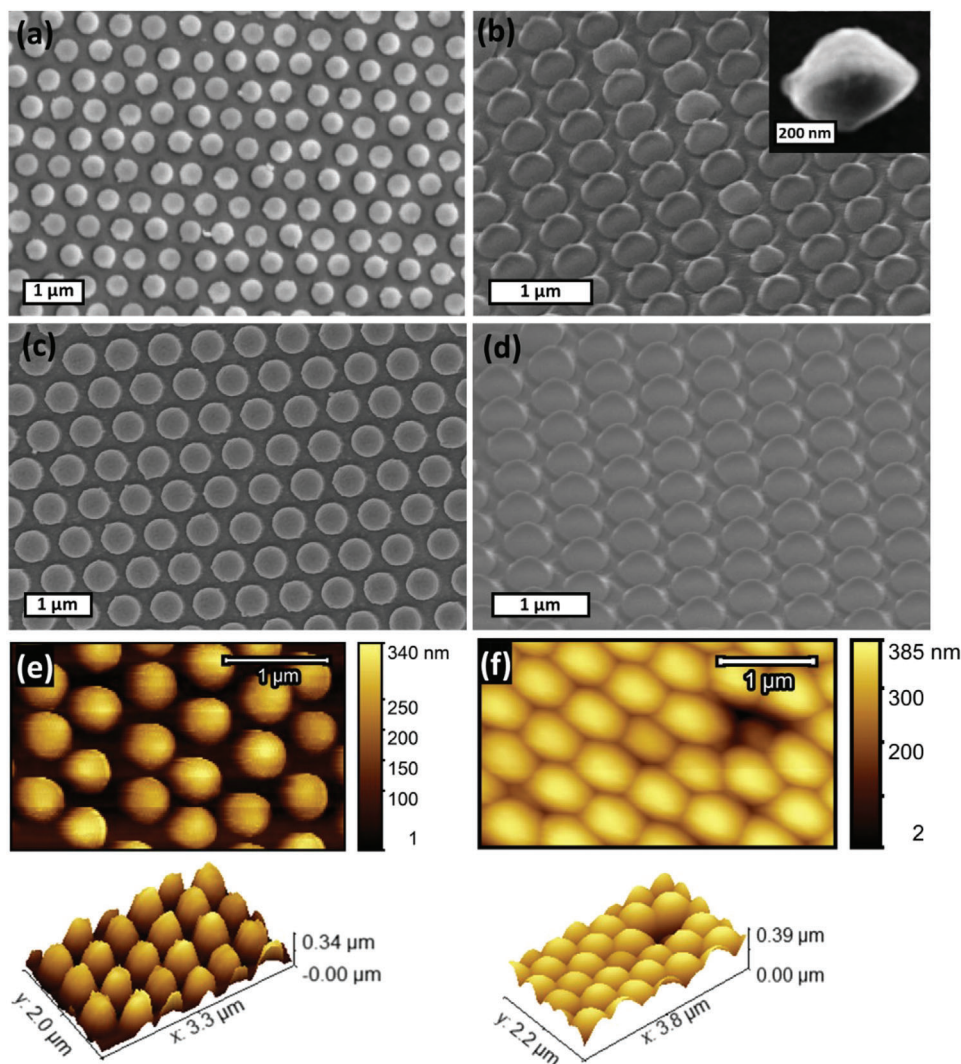 (a)
1 µm
(b)
200 nm
1 µm
(c)
1 µm
(d)
1 µm
(e)
1 µm
340 nm
250
200
150
100
1
(f)
1 µm
385 nm
300
200
2
0.34 µm
-0.00 µm
y: 2.0 µm
x: 3.3 µm
0.39 µm
0.00 µm
y: 2.2 µm
x: 3.8 µm